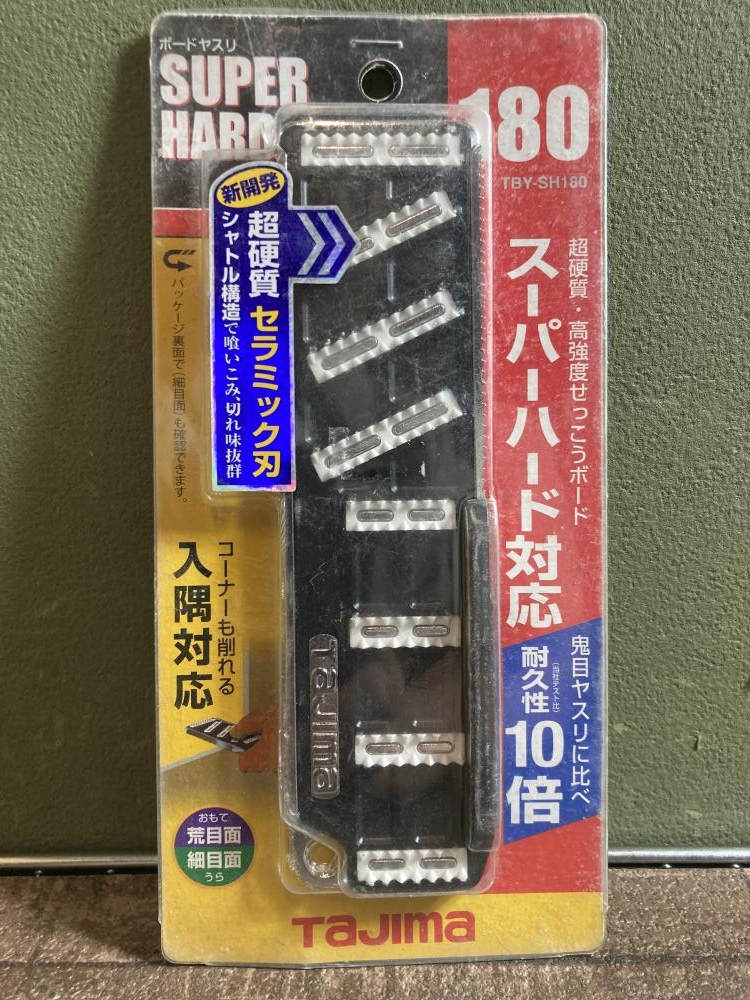 ボードヤスリ
SUPER
HARD
180
TBY-SH180
新開発
超硬質セラミック刃
シャトル構造で喰いこみ、切れ味抜群
超硬質・高強度せっこうボード
スーパーハード対応
パッケージ裏面で(細目面)も確認できます。
コーナーも削れる
入隅対応
鬼目ヤスリに比べ
(当社テスト比)
耐久性
10倍
おもて
荒目面
細目面
うら
Tajima
TaJIMa